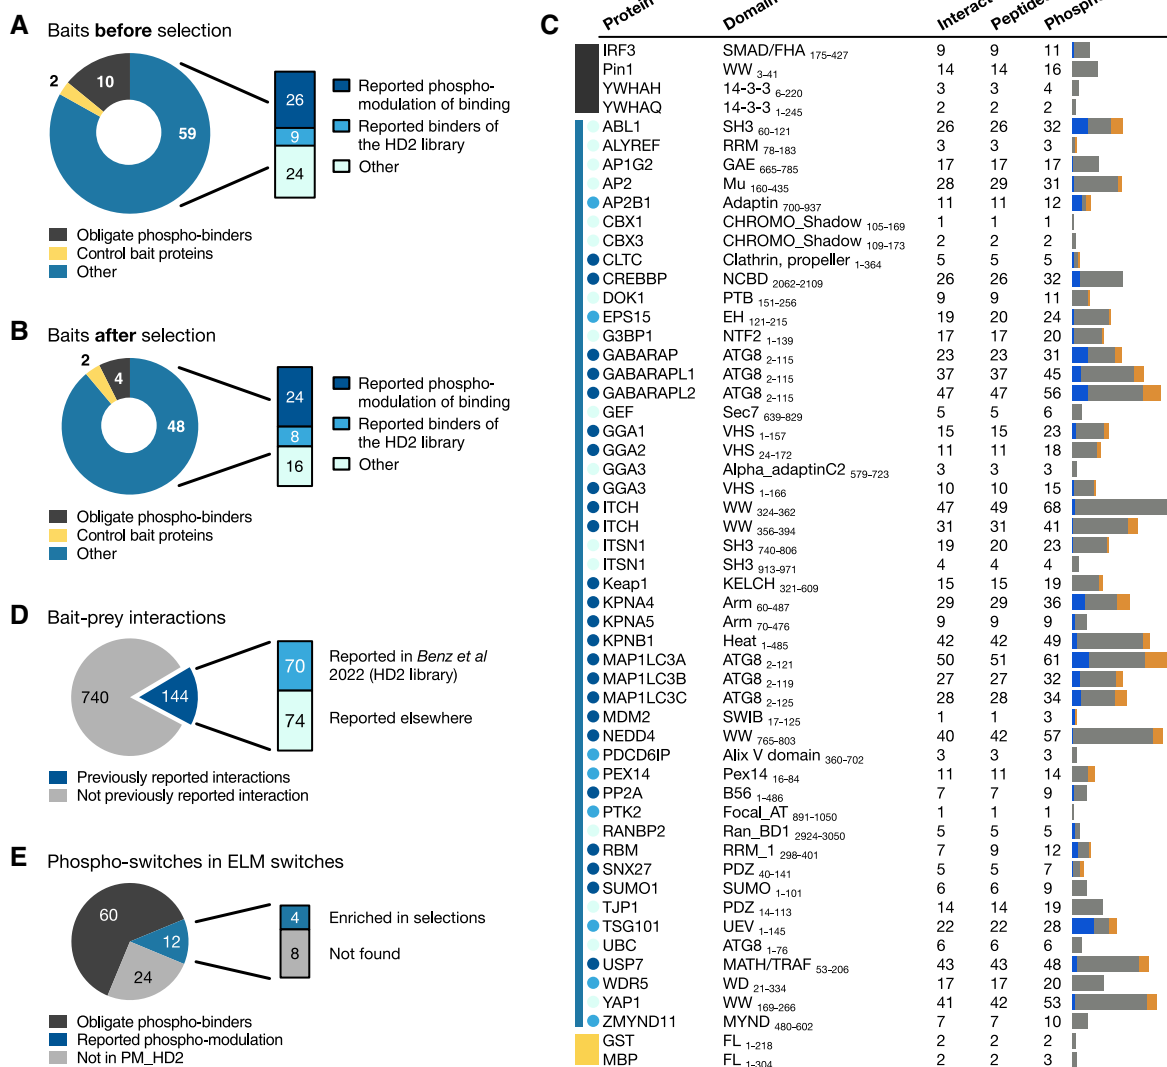 A Baits before selection
2
10
59
26
9
24
Reported phospho-
modulation of binding
Reported binders of
the HD2 library
Other
Obligate phospho-binders
Control bait proteins
Other
B Baits after selection
2
4
48
24
8
16
Reported phospho-
modulation of binding
Reported binders of
the HD2 library
Other
Obligate phospho-binders
Control bait proteins
Other
D Bait-prey interactions
740
144
70
74
Reported in Benz et al
2022 (HD2 library)
Reported elsewhere
Previously reported interactions
Not previously reported interaction
E Phospho-switches in ELM switches
60
12
24
4
8
Enriched in selections
Not found
Obligate phospho-binders
Reported phospho-modulation
Not in PM_HD2
C Protein Domain Interact Peptides Phospho
IRF3 SMAD/FHA 175-427 9 9 11
Pin1 WW 3-41 14 14 16
YWHAH 14-3-3 6-220 3 3 4
YWHAQ 14-3-3 1-245 2 2 2
ABL1 SH3 60-121 26 26 32
ALYREF RRM 78-183 3 3 3
AP1G2 GAE 665-785 17 17 17
AP2 Mu 160-435 28 29 31
AP2B1 Adaptin 700-937 11 11 12
CBX1 CHROMO_Shadow 105-169 1 1 1
CBX3 CHROMO_Shadow 109-173 2 2 2
CLTC Clathrin, propeller 1-364 5 5 5
CREBBP NCBD 2062-2109 26 26 32
DOK1 PTB 151-256 9 9 11
EPS15 EH 121-215 19 20 24
G3BP1 NTF2 1-139 17 17 20
GABARAP ATG8 2-115 23 23 31
GABARAPL1 ATG8 2-115 37 37 45
GABARAPL2 ATG8 2-115 47 47 56
GEF Sec7 639-829 5 5 6
GGA1 VHS 1-157 15 15 23
GGA2 VHS 24-172 11 11 18
GGA3 Alpha_adaptinC2 579-723 3 3 3
GGA3 VHS 1-166 10 10 15
ITCH WW 324-362 47 49 68
ITCH WW 356-394 31 31 41
ITSN1 SH3 740-806 19 20 23
ITSN1 SH3 913-971 4 4 4
Keap1 KELCH 321-609 15 15 19
KPNA4 Arm 60-487 29 29 36
KPNA5 Arm 70-476 9 9 9
KPNB1 Heat 1-485 42 42 49
MAP1LC3A ATG8 2-121 50 51 61
MAP1LC3B ATG8 2-119 27 27 32
MAP1LC3C ATG8 2-125 28 28 34
MDM2 SWIB 17-125 1 1 3
NEDD4 WW 765-803 40 42 57
PDCD6IP Alix V domain 360-702 3 3 3
PEX14 Pex14 16-84 11 11 14
PP2A B56 1-486 7 7 9
PTK2 Focal_AT 891-1050 1 1 1
RANBP2 Ran_BD1 2924-3050 5 5 5
RBM RRM_1 298-401 7 9 12
SNX27 PDZ 40-141 5 5 7
SUMO1 SUMO 1-101 6 6 9
TJP1 PDZ 14-113 14 14 19
TSG101 UEV 1-145 22 22 28
UBC ATG8 1-76 6 6 6
USP7 MATH/TRAF 53-206 43 43 48
WDR5 WD 21-334 17 17 20
YAP1 WW 169-266 41 42 53
ZMYND11 MYND 480-602 7 7 10
GST FL 1-218 2 2 2
MBP FL 1-304 2 2 3